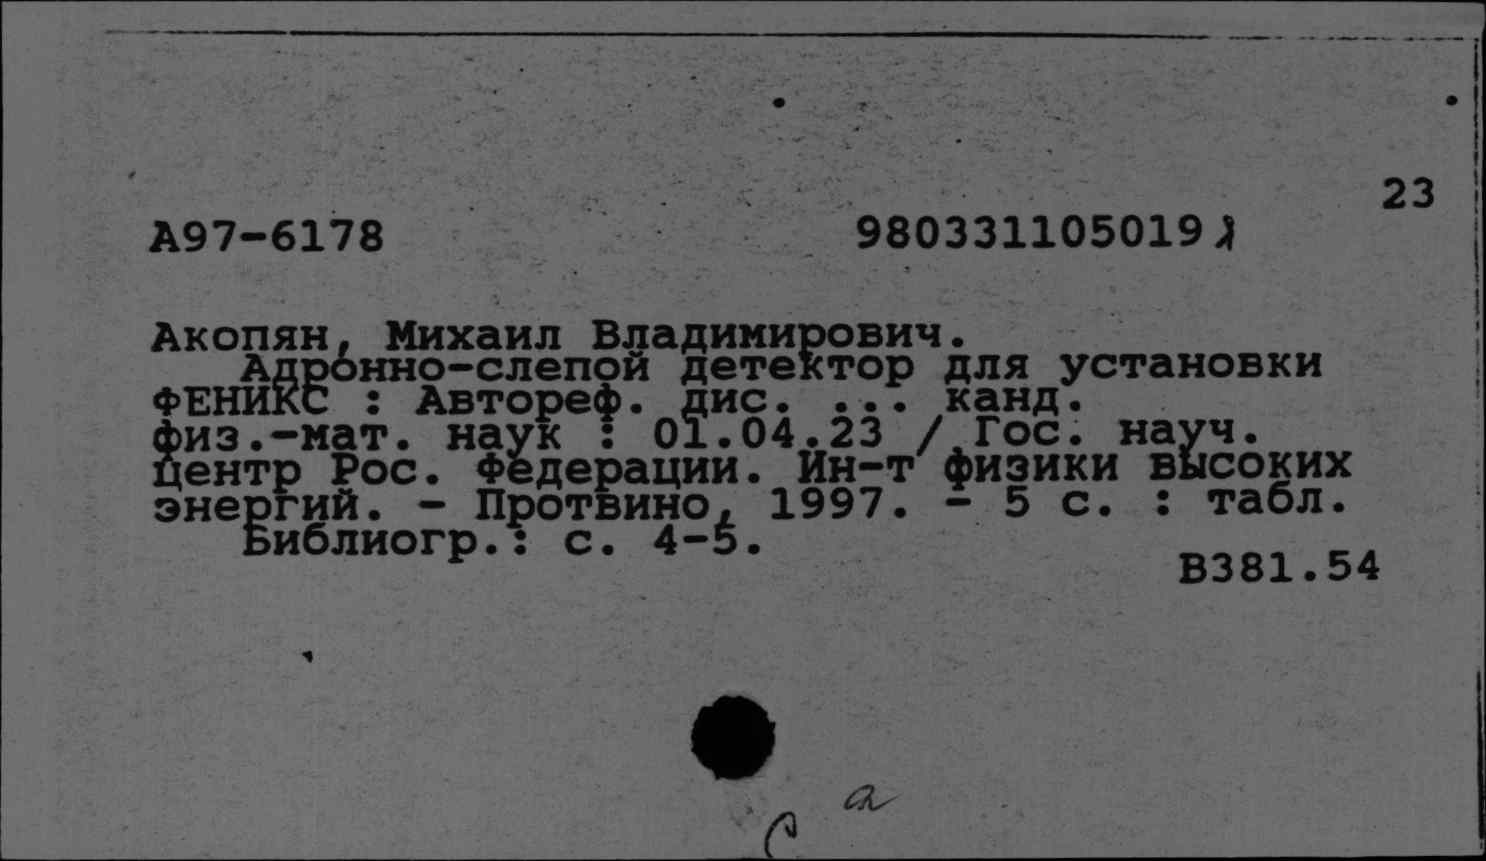 23
А97-6178 980331105019
Акопян, Михаил Владимирович.
Адронно-слепой детектор для установки
ФЕНИКС : Автореф. дис. ... канд.
физ.-мат. наук : 01.04.23 / Гос. науч.
центр Рос. Федерации. Ин-т физики высоких
энергий. - Протвино, 1997. - 5 с. : табл.
Библиогр.: с. 4-5.
В381.54
а